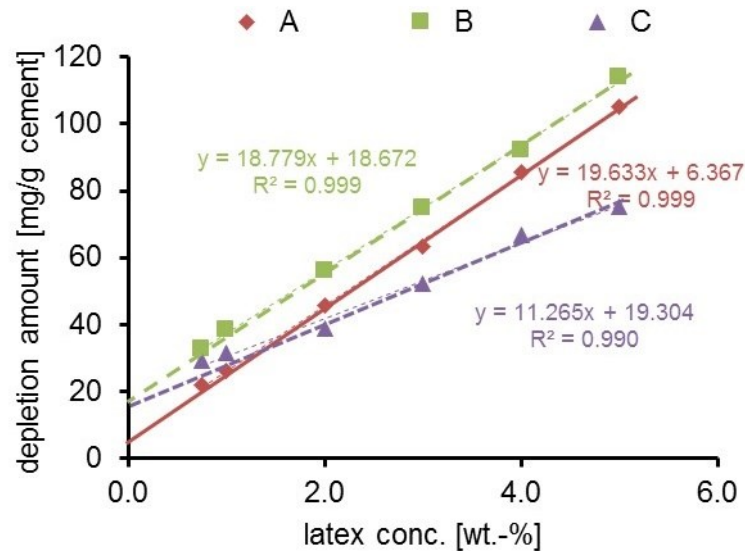 A B C
120
100
80
60
40
20
0
depletion amount [mg/g cement]
y = 18.779x + 18.672
R² = 0.999
y = 19.633x + 6.367
R² = 0.999
y = 11.265x + 19.304
R² = 0.990
0.0 2.0 4.0 6.0
latex conc. [wt.-%]